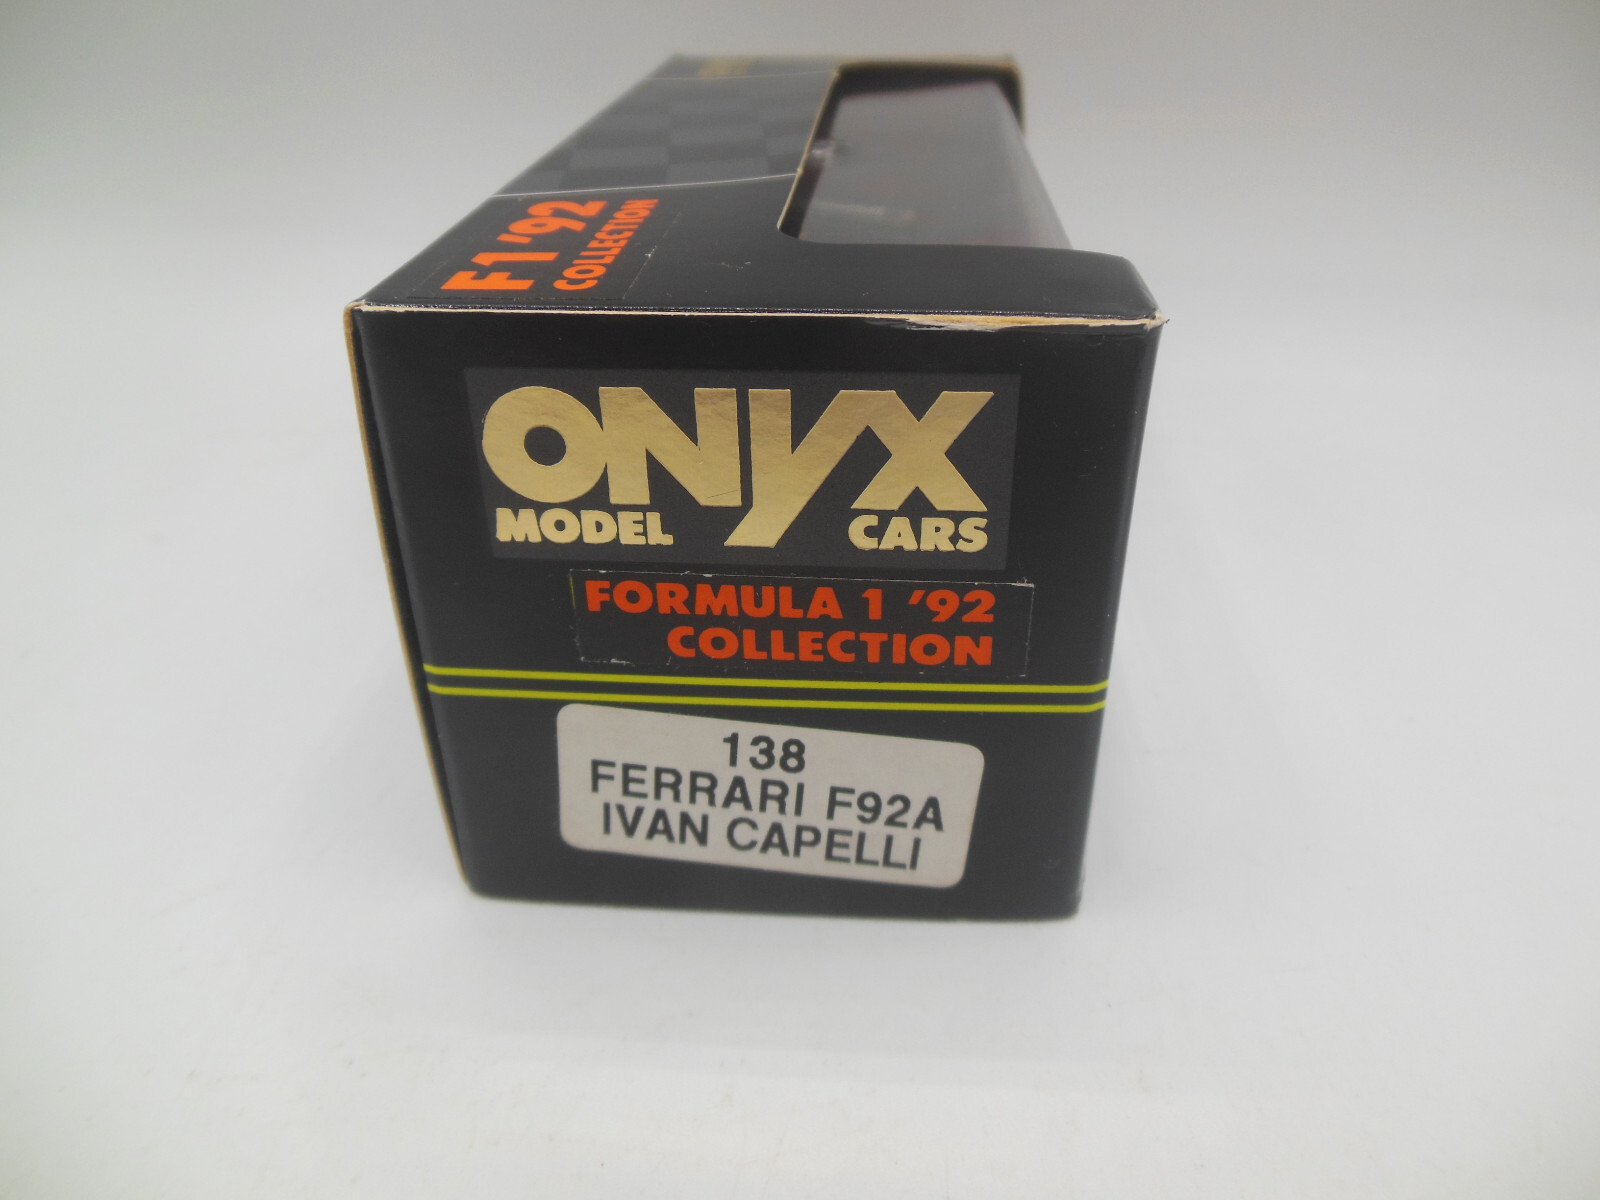 F1 '92
COLLECTION
ONYX
MODEL CARS
FORMULA 1 '92
COLLECTION
138
FERRARI F92A
IVAN CAPELLI